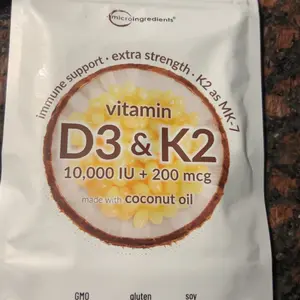 microingredients®
immune support · extra strength · K2 as MK-7
vitamin
D3 & K2
10,000 IU + 200 mcg
made with coconut oil
GMO gluten soy